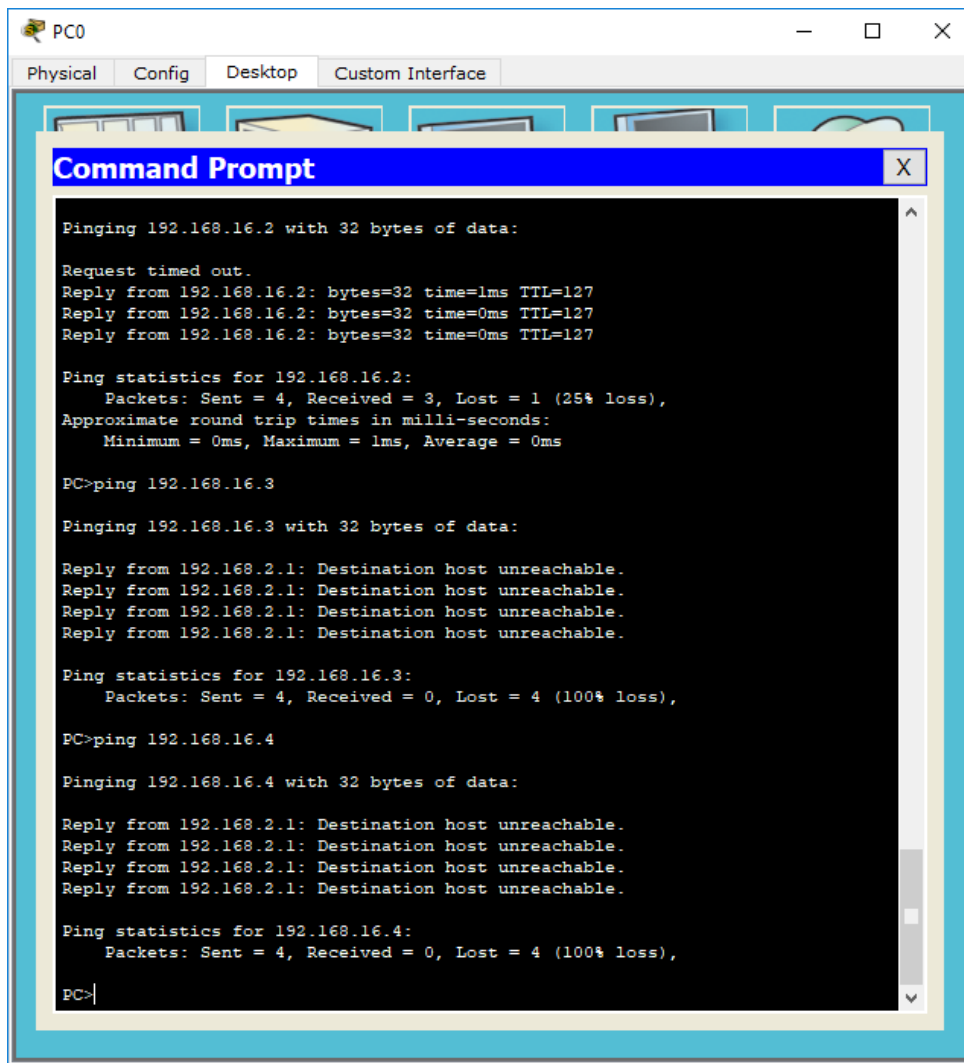 PC0
Physical Config Desktop Custom Interface
Command Prompt
X
Pinging 192.168.16.2 with 32 bytes of data:
Request timed out.
Reply from 192.168.16.2: bytes=32 time=1ms TTL=127
Reply from 192.168.16.2: bytes=32 time=0ms TTL=127
Reply from 192.168.16.2: bytes=32 time=0ms TTL=127
Ping statistics for 192.168.16.2:
Packets: Sent = 4, Received = 3, Lost = 1 (25% loss),
Approximate round trip times in milli-seconds:
Minimum = 0ms, Maximum = 1ms, Average = 0ms
PC>ping 192.168.16.3
Pinging 192.168.16.3 with 32 bytes of data:
Reply from 192.168.2.1: Destination host unreachable.
Reply from 192.168.2.1: Destination host unreachable.
Reply from 192.168.2.1: Destination host unreachable.
Reply from 192.168.2.1: Destination host unreachable.
Ping statistics for 192.168.16.3:
Packets: Sent = 4, Received = 0, Lost = 4 (100% loss),
PC>ping 192.168.16.4
Pinging 192.168.16.4 with 32 bytes of data:
Reply from 192.168.2.1: Destination host unreachable.
Reply from 192.168.2.1: Destination host unreachable.
Reply from 192.168.2.1: Destination host unreachable.
Reply from 192.168.2.1: Destination host unreachable.
Ping statistics for 192.168.16.4:
Packets: Sent = 4, Received = 0, Lost = 4 (100% loss),
PC>